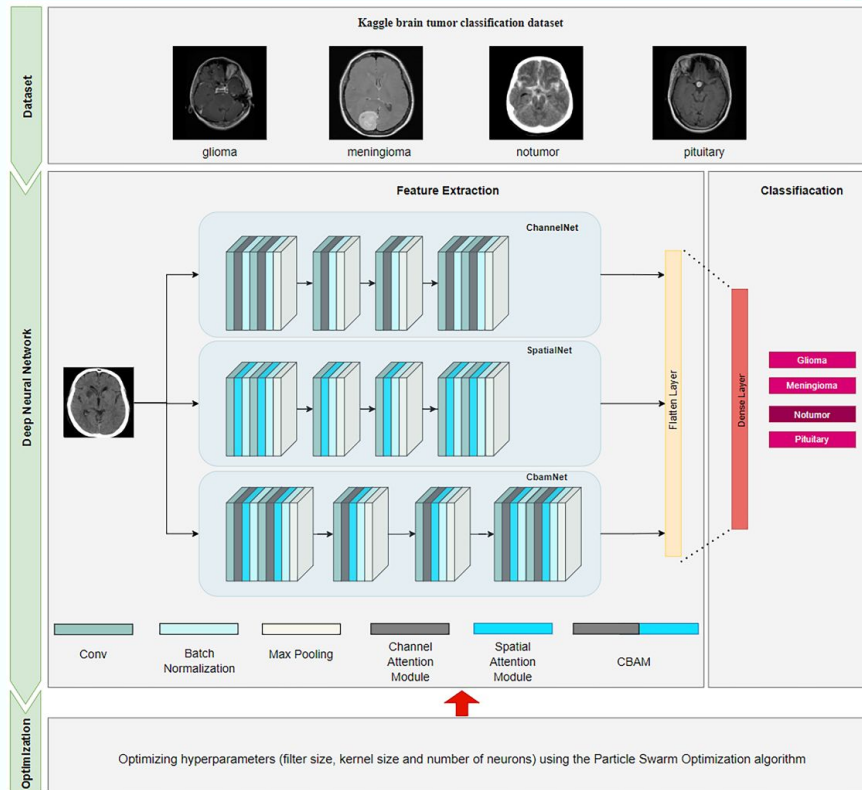 Kaggle brain tumor classification dataset
Dataset
glioma
meningioma
notumor
pituitary
Deep Neural Network
Feature Extraction
Classifiacation
ChannelNet
SpatialNet
CbamNet
Flatten Layer
Dense Layer
Glioma
Meningioma
Notumor
Pituitary
Conv
Batch
Normalization
Max Pooling
Channel
Attention
Module
Spatial
Attention
Module
CBAM
Optimization
Optimizing hyperparameters (filter size, kernel size and number of neurons) using the Particle Swarm Optimization algorithm